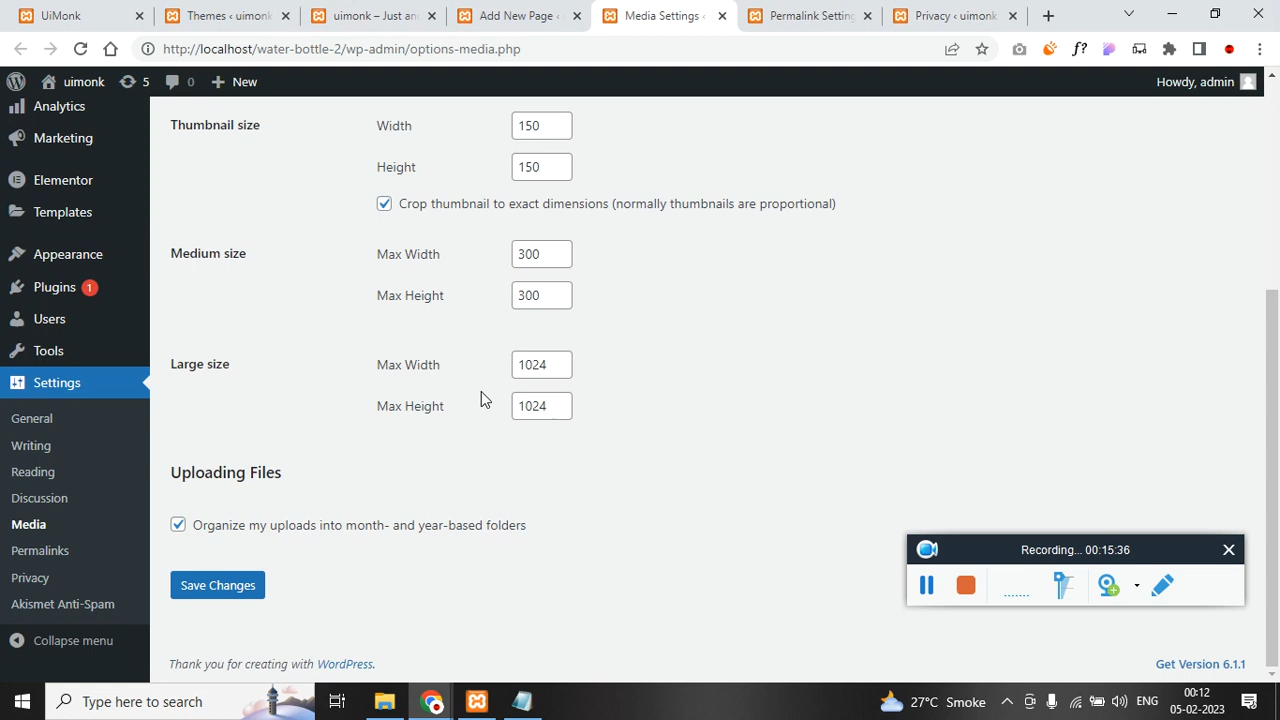 UiMonk
Themes ‹ uimonk
uimonk – Just an
Add New Page ‹
Media Settings ‹
Permalink Setting
Privacy ‹ uimonk
http://localhost/water-bottle-2/wp-admin/options-media.php
f?
uimonk
5
0
New
Howdy, admin
Analytics
Marketing
Elementor
Templates
Appearance
Plugins 1
Users
Tools
Settings
General
Writing
Reading
Discussion
Media
Permalinks
Privacy
Akismet Anti-Spam
Collapse menu
Thumbnail size
Width 150
Height 150
Crop thumbnail to exact dimensions (normally thumbnails are proportional)
Medium size
Max Width 300
Max Height 300
Large size
Max Width 1024
Max Height 1024
Uploading Files
Organize my uploads into month- and year-based folders
Save Changes
Recording... 00:15:36
Thank you for creating with WordPress.
Get Version 6.1.1
Type here to search
27°C Smoke
ENG
00:12
05-02-2023